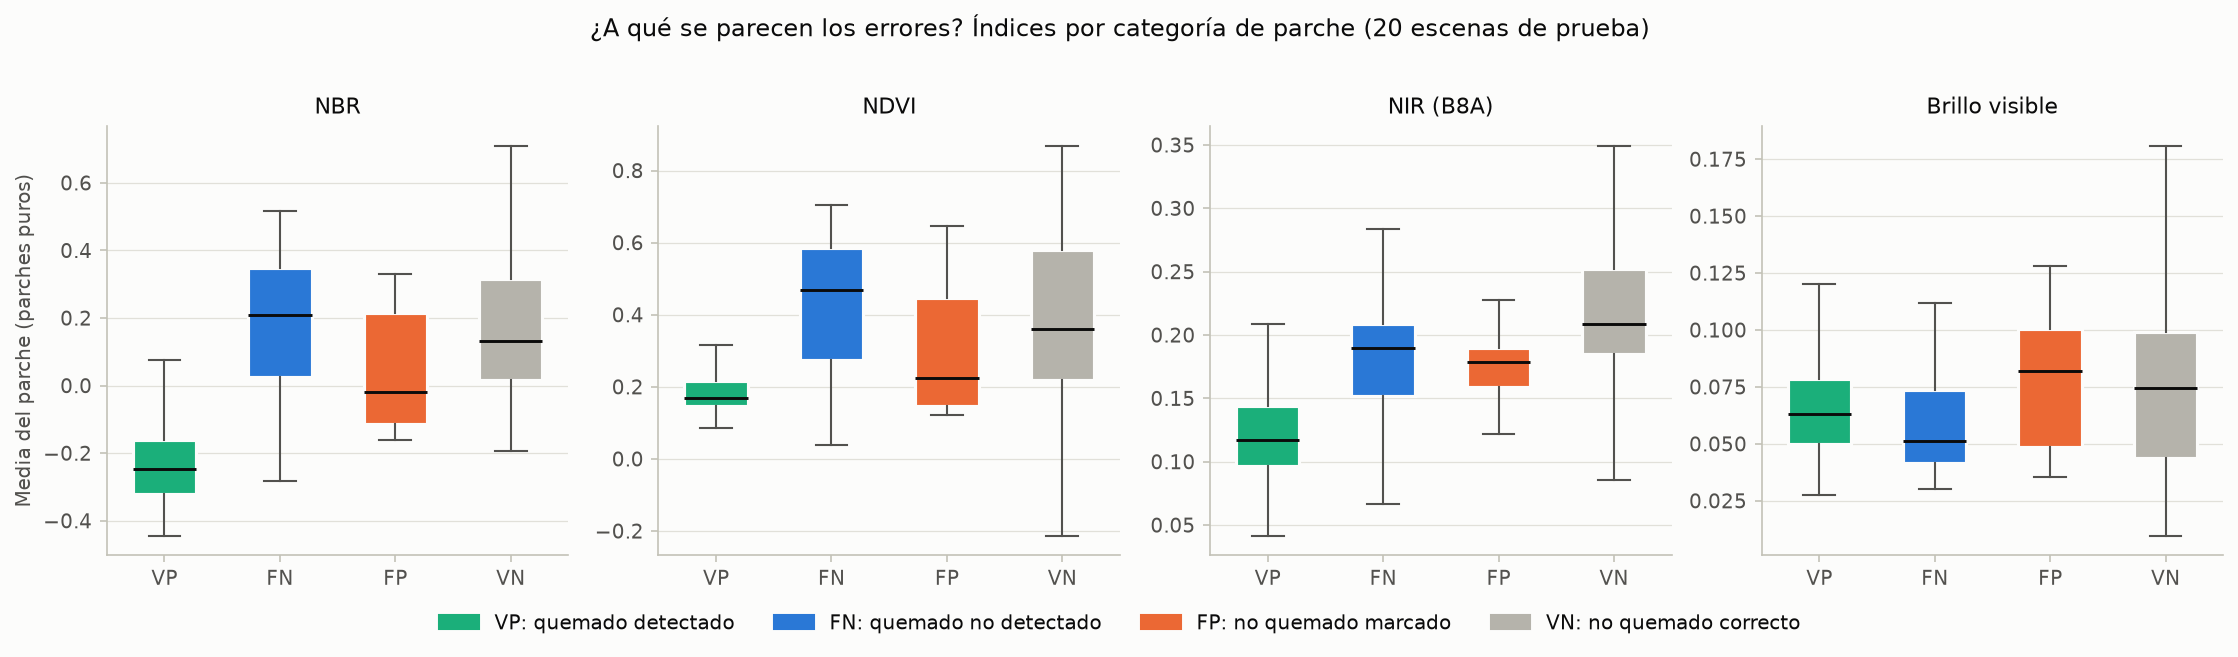 ¿A qué se parecen los errores? Índices por categoría de parche (20 escenas de prueba)
NBR
NDVI
NIR (B8A)
Brillo visible
Media del parche (parches puros)
0.6
0.4
0.2
0.0
−0.2
−0.4
VP FN FP VN
0.8
0.6
0.4
0.2
0.0
−0.2
VP FN FP VN
0.35
0.30
0.25
0.20
0.15
0.10
0.05
VP FN FP VN
0.175
0.150
0.125
0.100
0.075
0.050
0.025
VP FN FP VN
VP: quemado detectado FN: quemado no detectado FP: no quemado marcado VN: no quemado correcto